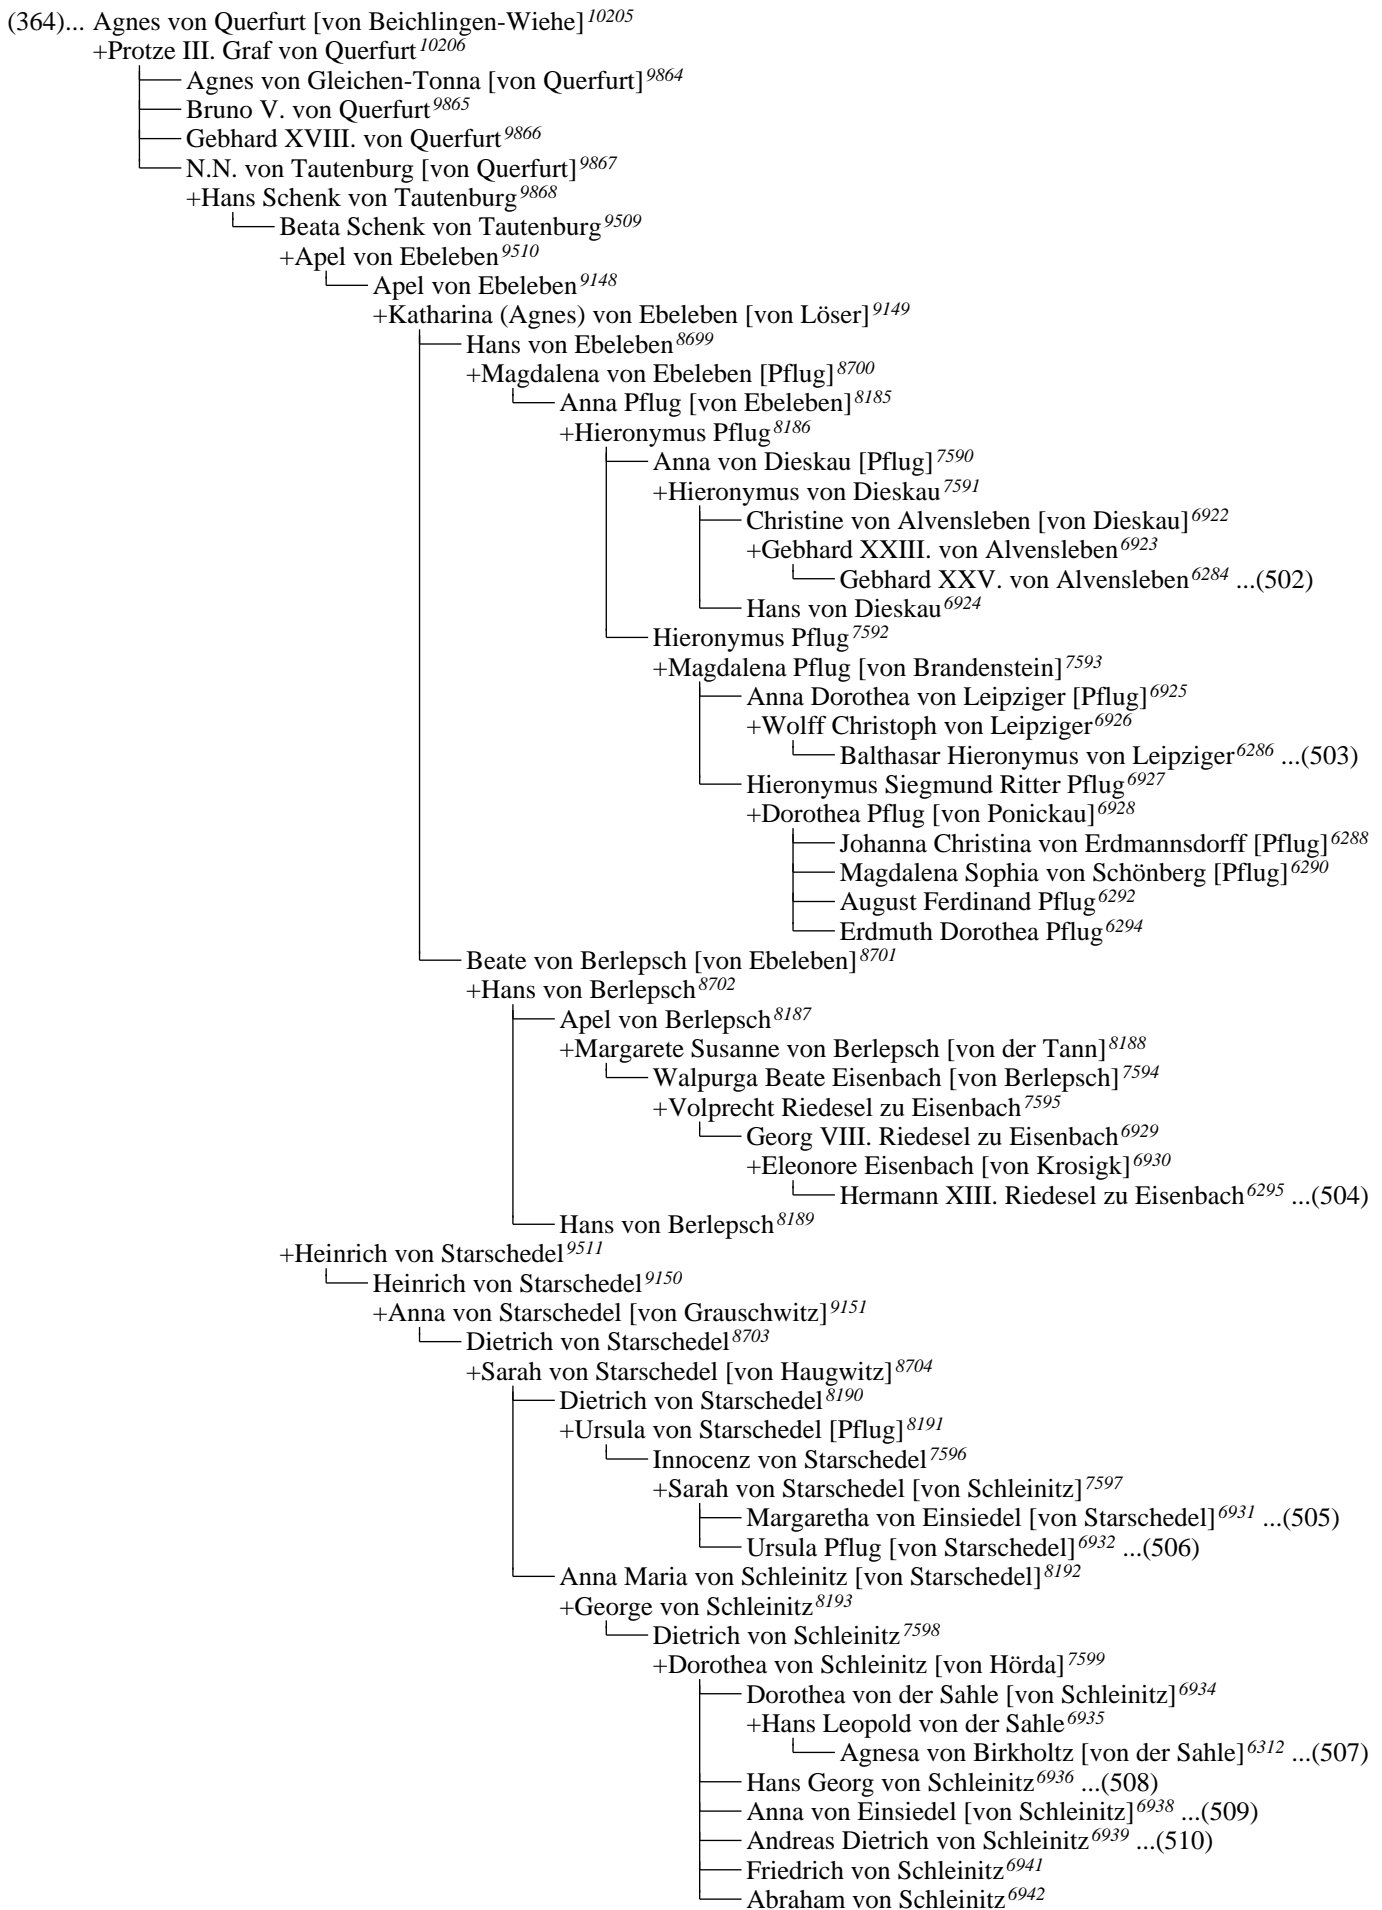 (364)... Agnes von Querfurt [von Beichlingen-Wiehe]10205
+Protze III. Graf von Querfurt10206
Agnes von Gleichen-Tonna [von Querfurt]9864
Bruno V. von Querfurt9865
Gebhard XVIII. von Querfurt9866
N.N. von Tautenburg [von Querfurt]9867
+Hans Schenk von Tautenburg9868
Beata Schenk von Tautenburg9509
+Apel von Ebeleben9510
Apel von Ebeleben9148
+Katharina (Agnes) von Ebeleben [von Löser]9149
Hans von Ebeleben8699
+Magdalena von Ebeleben [Pflug]8700
Anna Pflug [von Ebeleben]8185
+Hieronymus Pflug8186
Anna von Dieskau [Pflug]7590
+Hieronymus von Dieskau7591
Christine von Alvensleben [von Dieskau]6922
+Gebhard XXIII. von Alvensleben6923
Gebhard XXV. von Alvensleben6284 ...(502)
Hans von Dieskau6924
Hieronymus Pflug7592
+Magdalena Pflug [von Brandenstein]7593
Anna Dorothea von Leipziger [Pflug]6925
+Wolff Christoph von Leipziger6926
Balthasar Hieronymus von Leipziger6286 ...(503)
Hieronymus Siegmund Ritter Pflug6927
+Dorothea Pflug [von Ponickau]6928
Johanna Christina von Erdmannsdorff [Pflug]6288
Magdalena Sophia von Schönberg [Pflug]6290
August Ferdinand Pflug6292
Erdmuth Dorothea Pflug6294
Beate von Berlepsch [von Ebeleben]8701
+Hans von Berlepsch8702
Apel von Berlepsch8187
+Margarete Susanne von Berlepsch [von der Tann]8188
Walpurga Beate Eisenbach [von Berlepsch]7594
+Volprecht Riedesel zu Eisenbach7595
Georg VIII. Riedesel zu Eisenbach6929
+Eleonore Eisenbach [von Krosigk]6930
Hermann XIII. Riedesel zu Eisenbach6295 ...(504)
Hans von Berlepsch8189
+Heinrich von Starschedel9511
Heinrich von Starschedel9150
+Anna von Starschedel [von Grauschwitz]9151
Dietrich von Starschedel8703
+Sarah von Starschedel [von Haugwitz]8704
Dietrich von Starschedel8190
+Ursula von Starschedel [Pflug]8191
Innocenz von Starschedel7596
+Sarah von Starschedel [von Schleinitz]7597
Margaretha von Einsiedel [von Starschedel]6931 ...(505)
Ursula Pflug [von Starschedel]6932 ...(506)
Anna Maria von Schleinitz [von Starschedel]8192
+George von Schleinitz8193
Dietrich von Schleinitz7598
+Dorothea von Schleinitz [von Hörda]7599
Dorothea von der Sahle [von Schleinitz]6934
+Hans Leopold von der Sahle6935
Agnesa von Birkholtz [von der Sahle]6312 ...(507)
Hans Georg von Schleinitz6936 ...(508)
Anna von Einsiedel [von Schleinitz]6938 ...(509)
Andreas Dietrich von Schleinitz6939 ...(510)
Friedrich von Schleinitz6941
Abraham von Schleinitz6942